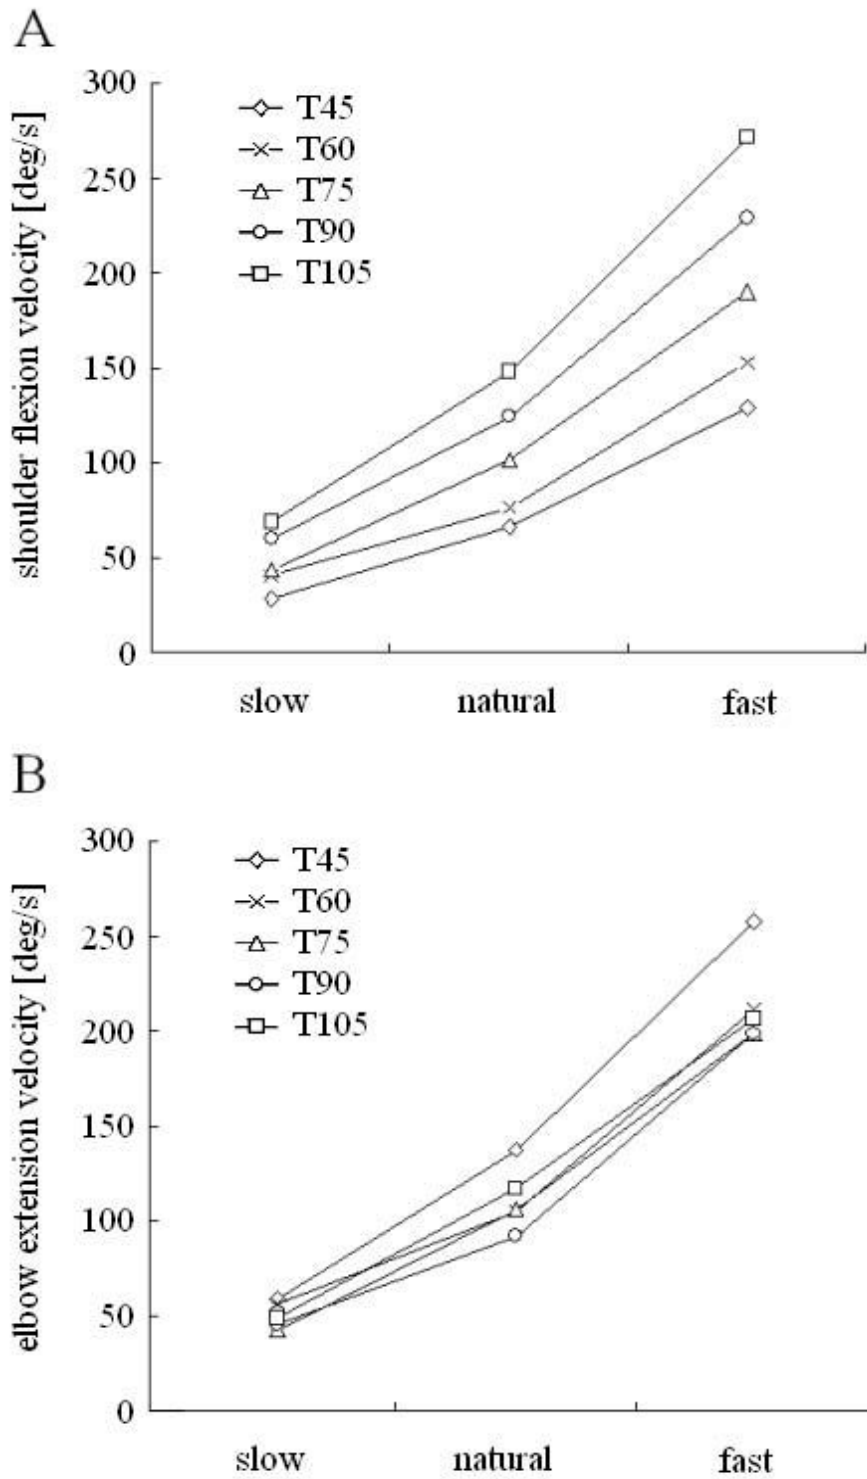 A
shoulder flexion velocity [deg/s]
300
250
200
150
100
50
0
T45
T60
T75
T90
T105
slow natural fast
B
elbow extension velocity [deg/s]
300
250
200
150
100
50
0
T45
T60
T75
T90
T105
slow natural fast